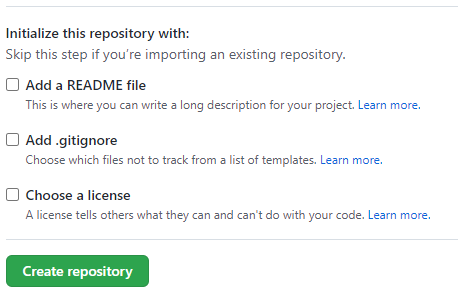 Initialize this repository with:
Skip this step if you're importing an existing repository.
Add a README file
This is where you can write a long description for your project. Learn more.
Add .gitignore
Choose which files not to track from a list of templates. Learn more.
Choose a license
A license tells others what they can and can't do with your code. Learn more.
Create repository